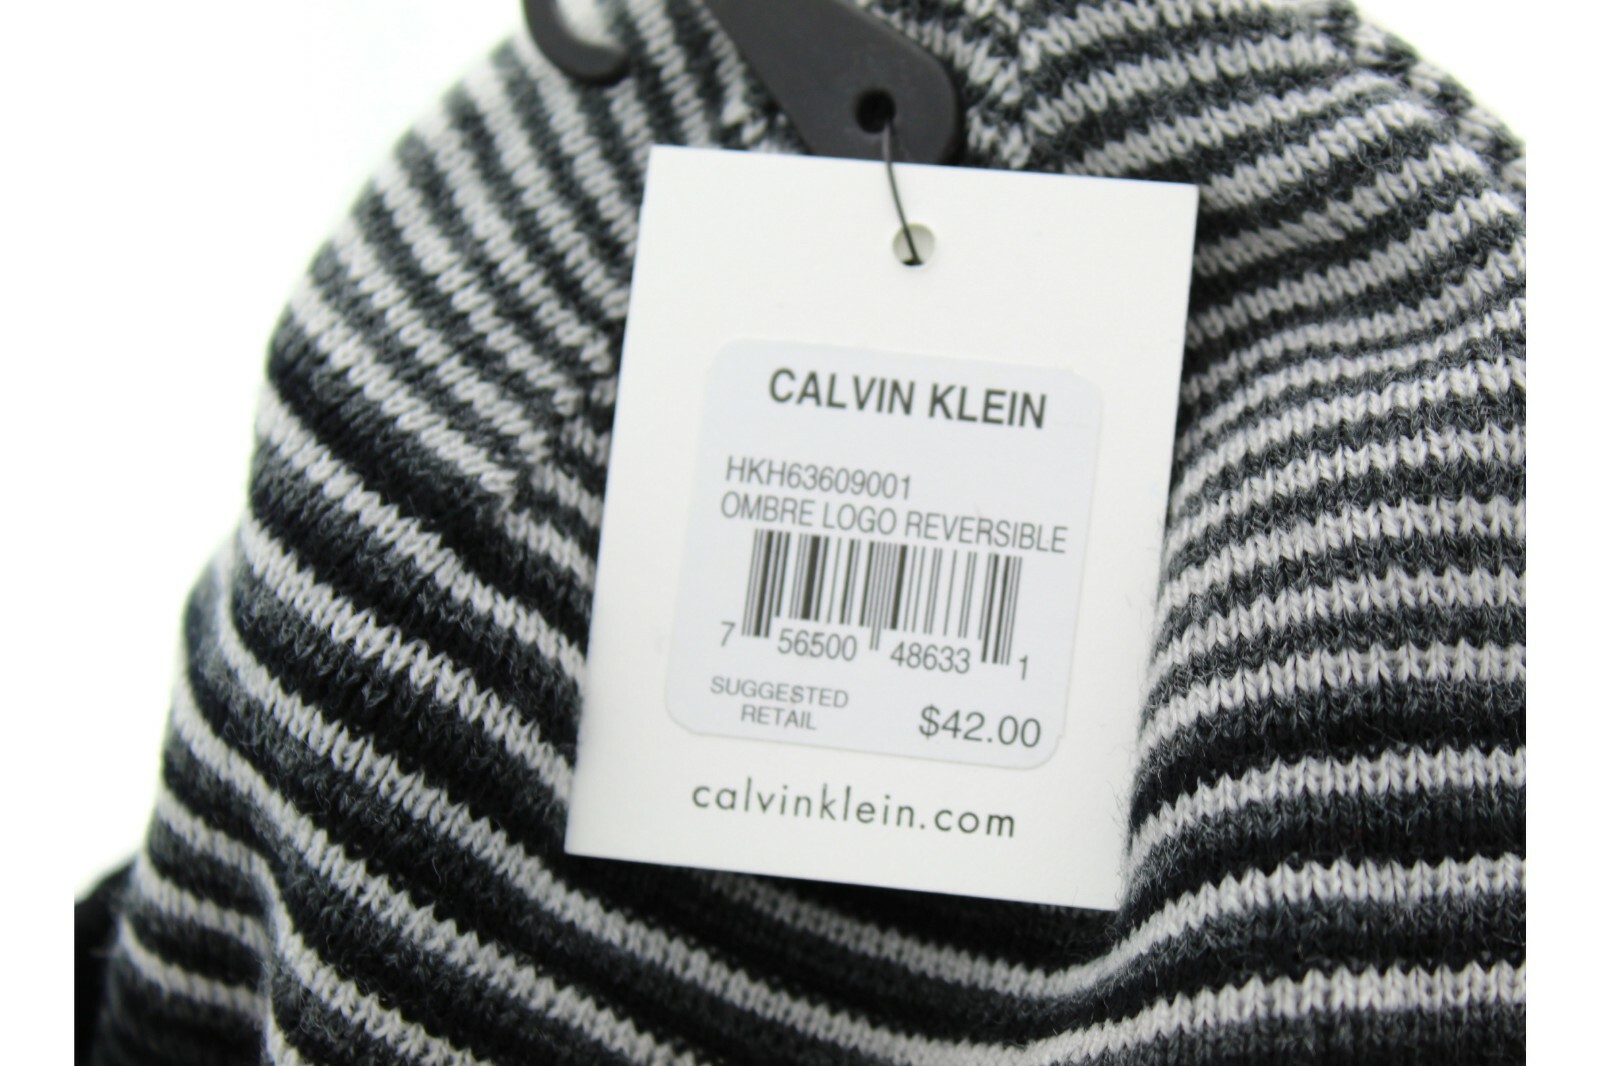 CALVIN KLEIN
HKH63609001
OMBRE LOGO REVERSIBLE
7 56500 48633 1
SUGGESTED
RETAIL $42.00
calvinklein.com